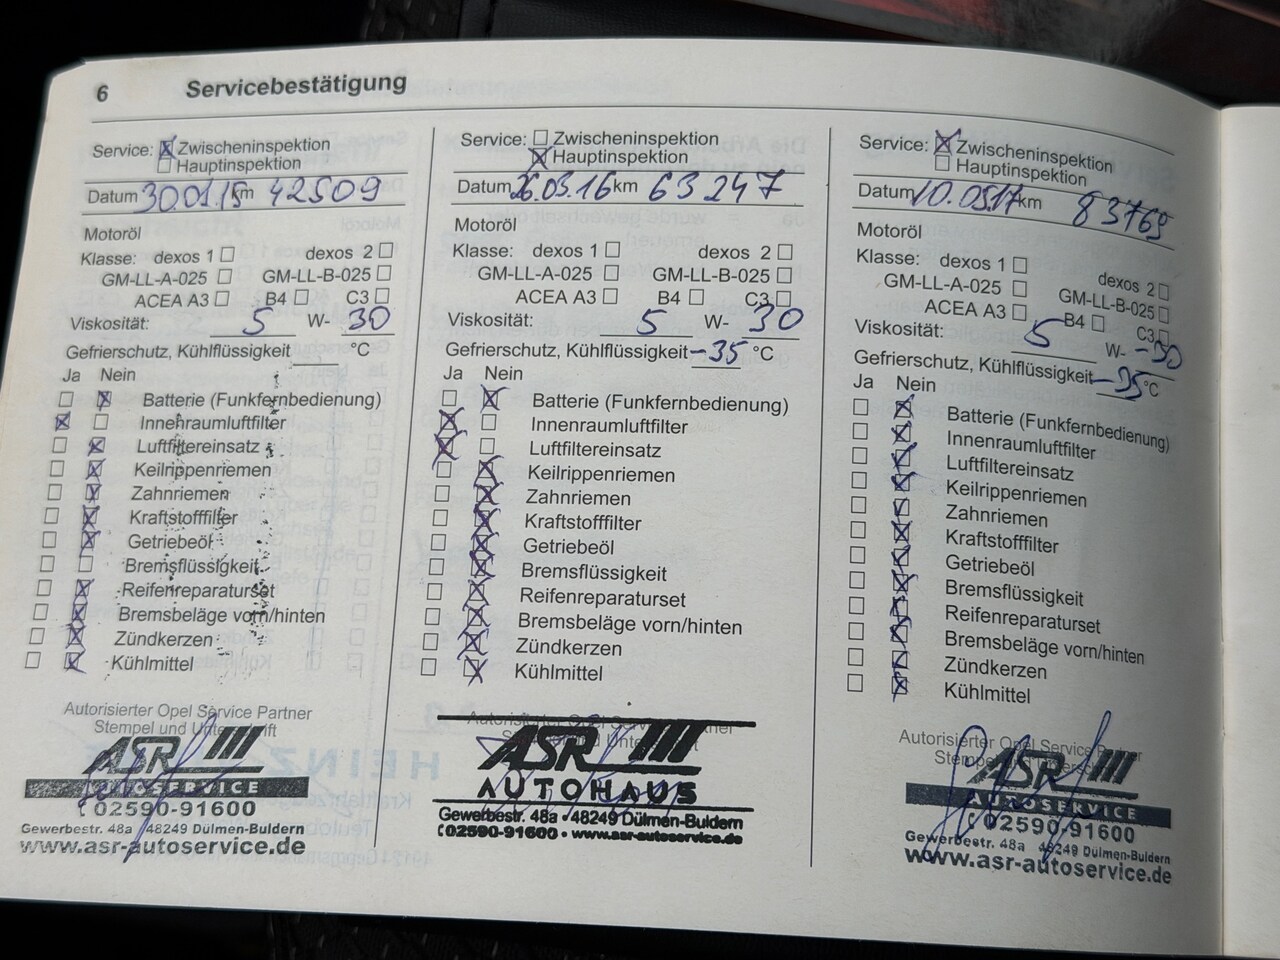 6 Servicebestätigung
Service: Zwischeninspektion
Hauptinspektion
Datum 30.01.15 km 42509
Motoröl
Klasse: dexos 1 dexos 2
GM-LL-A-025 GM-LL-B-025
ACEA A3 B4 C3
Viskosität: 5 W- 30
Gefrierschutz, Kühlflüssigkeit °C
Ja Nein
Batterie (Funkfernbedienung)
Innenraumluftfilter
Luftfiltereinsatz
Keilrippenriemen
Zahnriemen
Kraftstofffilter
Getriebeöl
Bremsflüssigkeit
Reifenreparaturset
Bremsbeläge vorn/hinten
Zündkerzen
Kühlmittel
Autorisierter Opel Service Partner
Stempel und Unterschrift
ASR
AUTOSERVICE
02590-91600
Gewerbestr. 48a 48249 Dülmen-Buldern
www.asr-autoservice.de
Service: Zwischeninspektion
Hauptinspektion
Datum 26.03.16 km 63247
Motoröl
Klasse: dexos 1 dexos 2
GM-LL-A-025 GM-LL-B-025
ACEA A3 B4 C3
Viskosität: 5 W- 30
Gefrierschutz, Kühlflüssigkeit -35 °C
Ja Nein
Batterie (Funkfernbedienung)
Innenraumluftfilter
Luftfiltereinsatz
Keilrippenriemen
Zahnriemen
Kraftstofffilter
Getriebeöl
Bremsflüssigkeit
Reifenreparaturset
Bremsbeläge vorn/hinten
Zündkerzen
Kühlmittel
Autorisierter Opel Service Partner
ASR
AUTOHAUS
Gewerbestr. 48a • 48249 Dülmen-Buldern
02590-91600 • www.asr-autoservice.de
Service: Zwischeninspektion
Hauptinspektion
Datum 10.05.17 km 83769
Motoröl
Klasse: dexos 1 dexos 2
GM-LL-A-025 GM-LL-B-025
ACEA A3 B4 C3
Viskosität: 5 W- -30
Gefrierschutz, Kühlflüssigkeit -35 °C
Ja Nein
Batterie (Funkfernbedienung)
Innenraumluftfilter
Luftfiltereinsatz
Keilrippenriemen
Zahnriemen
Kraftstofffilter
Getriebeöl
Bremsflüssigkeit
Reifenreparaturset
Bremsbeläge vorn/hinten
Zündkerzen
Kühlmittel
Autorisierter Opel Service Partner
ASR
AUTOSERVICE
02590-91600
Gewerbestr. 48a 48249 Dülmen-Buldern
www.asr-autoservice.de